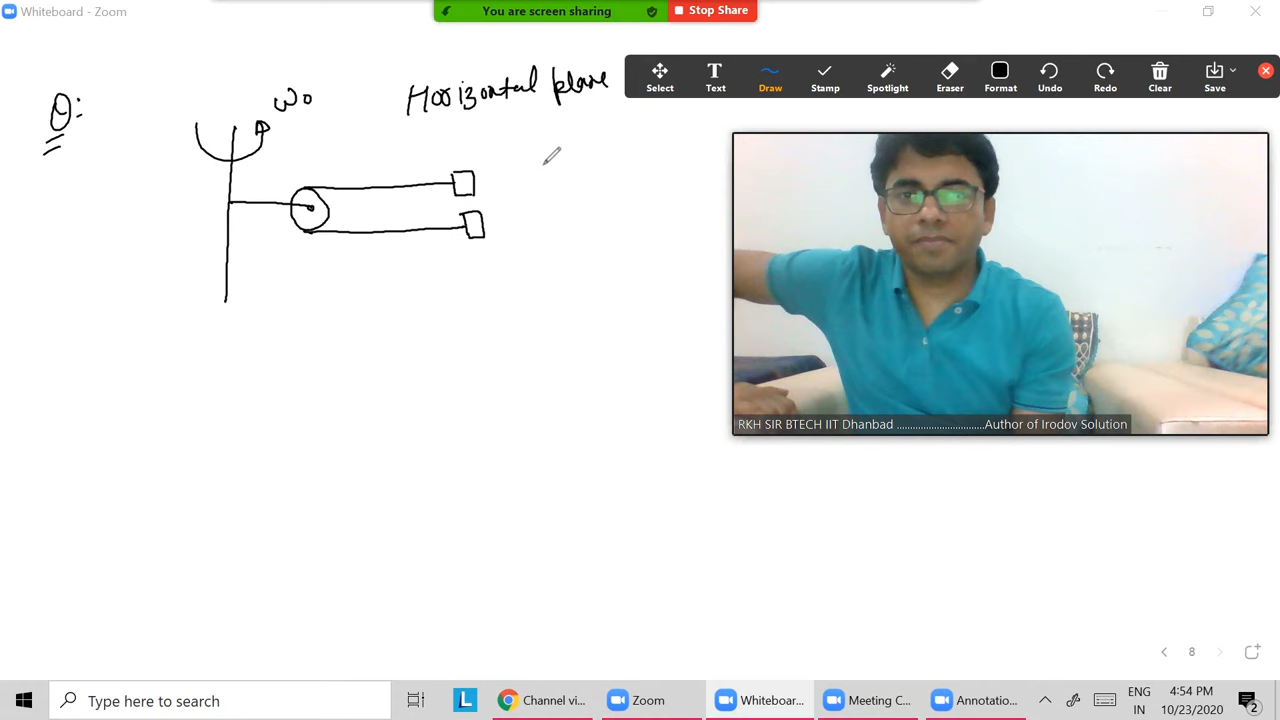 Whiteboard - Zoom
You are screen sharing
Stop Share
Select
Text
Draw
Stamp
Spotlight
Eraser
Format
Undo
Redo
Clear
Save
Q:
ω₀
Horizontal plane
RKH SIR BTECH IIT Dhanbad ................................Author of Irodov Solution
8
Type here to search
L
Channel vi...
Zoom
Whiteboar...
Meeting C...
Annotatio...
ENG
IN
4:54 PM
10/23/2020
2